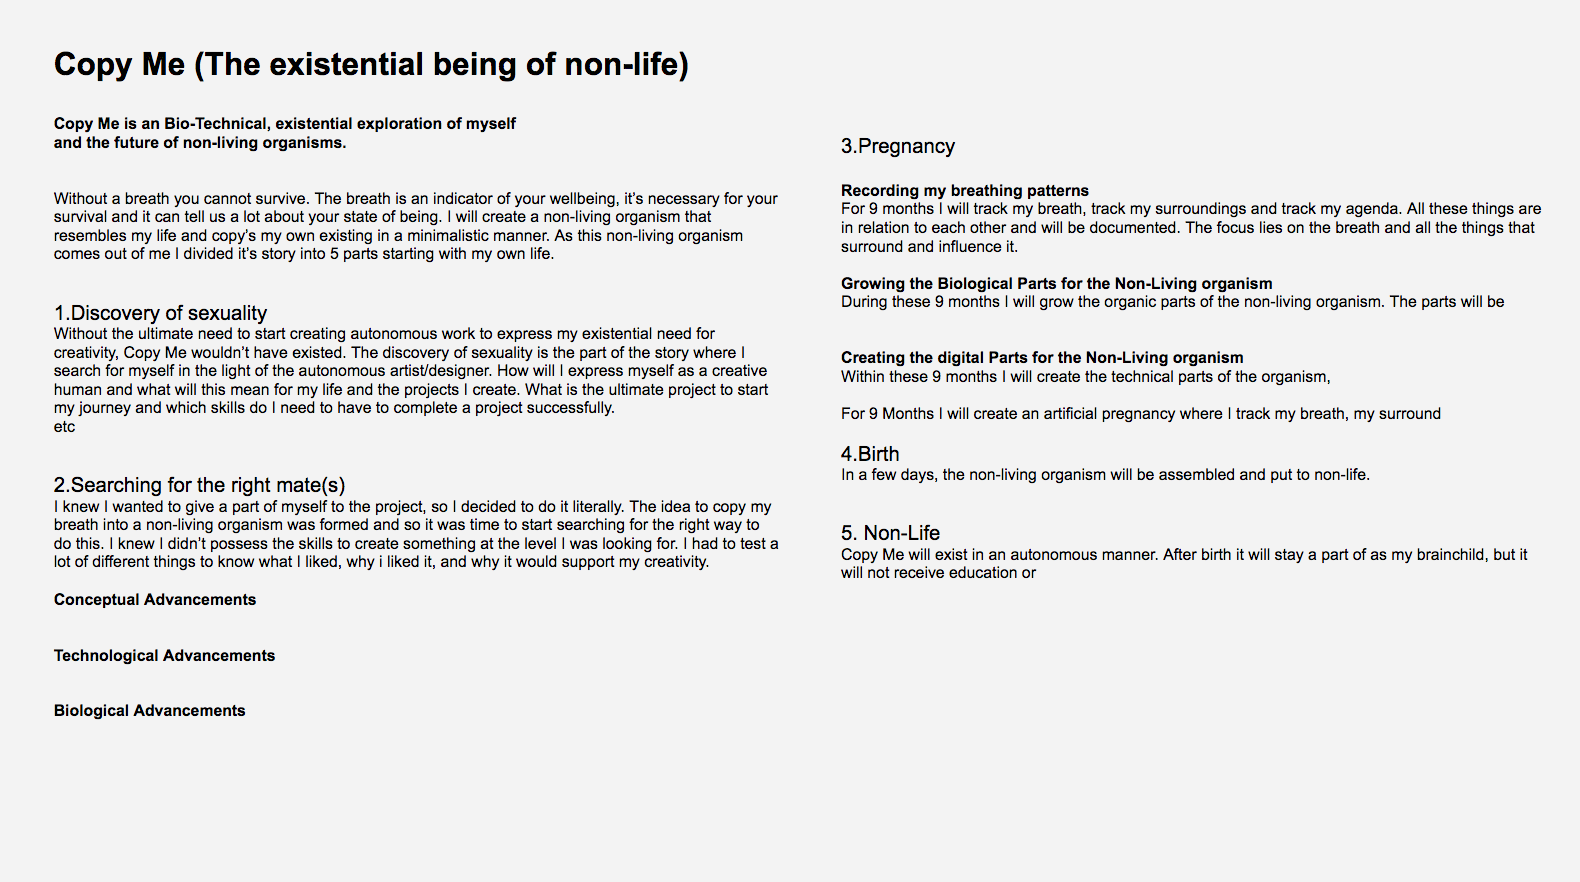 Copy Me (The existential being of non-life)
Copy Me is an Bio-Technical, existential exploration of myself
and the future of non-living organisms.
Without a breath you cannot survive. The breath is an indicator of your wellbeing, it’s necessary for your
survival and it can tell us a lot about your state of being. I will create a non-living organism that
resembles my life and copy’s my own existing in a minimalistic manner. As this non-living organism
comes out of me I divided it’s story into 5 parts starting with my own life.
1.Discovery of sexuality
Without the ultimate need to start creating autonomous work to express my existential need for
creativity, Copy Me wouldn’t have existed. The discovery of sexuality is the part of the story where I
search for myself in the light of the autonomous artist/designer. How will I express myself as a creative
human and what will this mean for my life and the projects I create. What is the ultimate project to start
my journey and which skills do I need to have to complete a project successfully.
etc
2.Searching for the right mate(s)
I knew I wanted to give a part of myself to the project, so I decided to do it literally. The idea to copy my
breath into a non-living organism was formed and so it was time to start searching for the right way to
do this. I knew I didn’t possess the skills to create something at the level I was looking for. I had to test a
lot of different things to know what I liked, why i liked it, and why it would support my creativity.
Conceptual Advancements
Technological Advancements
Biological Advancements
3.Pregnancy
Recording my breathing patterns
For 9 months I will track my breath, track my surroundings and track my agenda. All these things are
in relation to each other and will be documented. The focus lies on the breath and all the things that
surround and influence it.
Growing the Biological Parts for the Non-Living organism
During these 9 months I will grow the organic parts of the non-living organism. The parts will be
Creating the digital Parts for the Non-Living organism
Within these 9 months I will create the technical parts of the organism,
For 9 Months I will create an artificial pregnancy where I track my breath, my surround
4.Birth
In a few days, the non-living organism will be assembled and put to non-life.
5. Non-Life
Copy Me will exist in an autonomous manner. After birth it will stay a part of as my brainchild, but it
will not receive education or